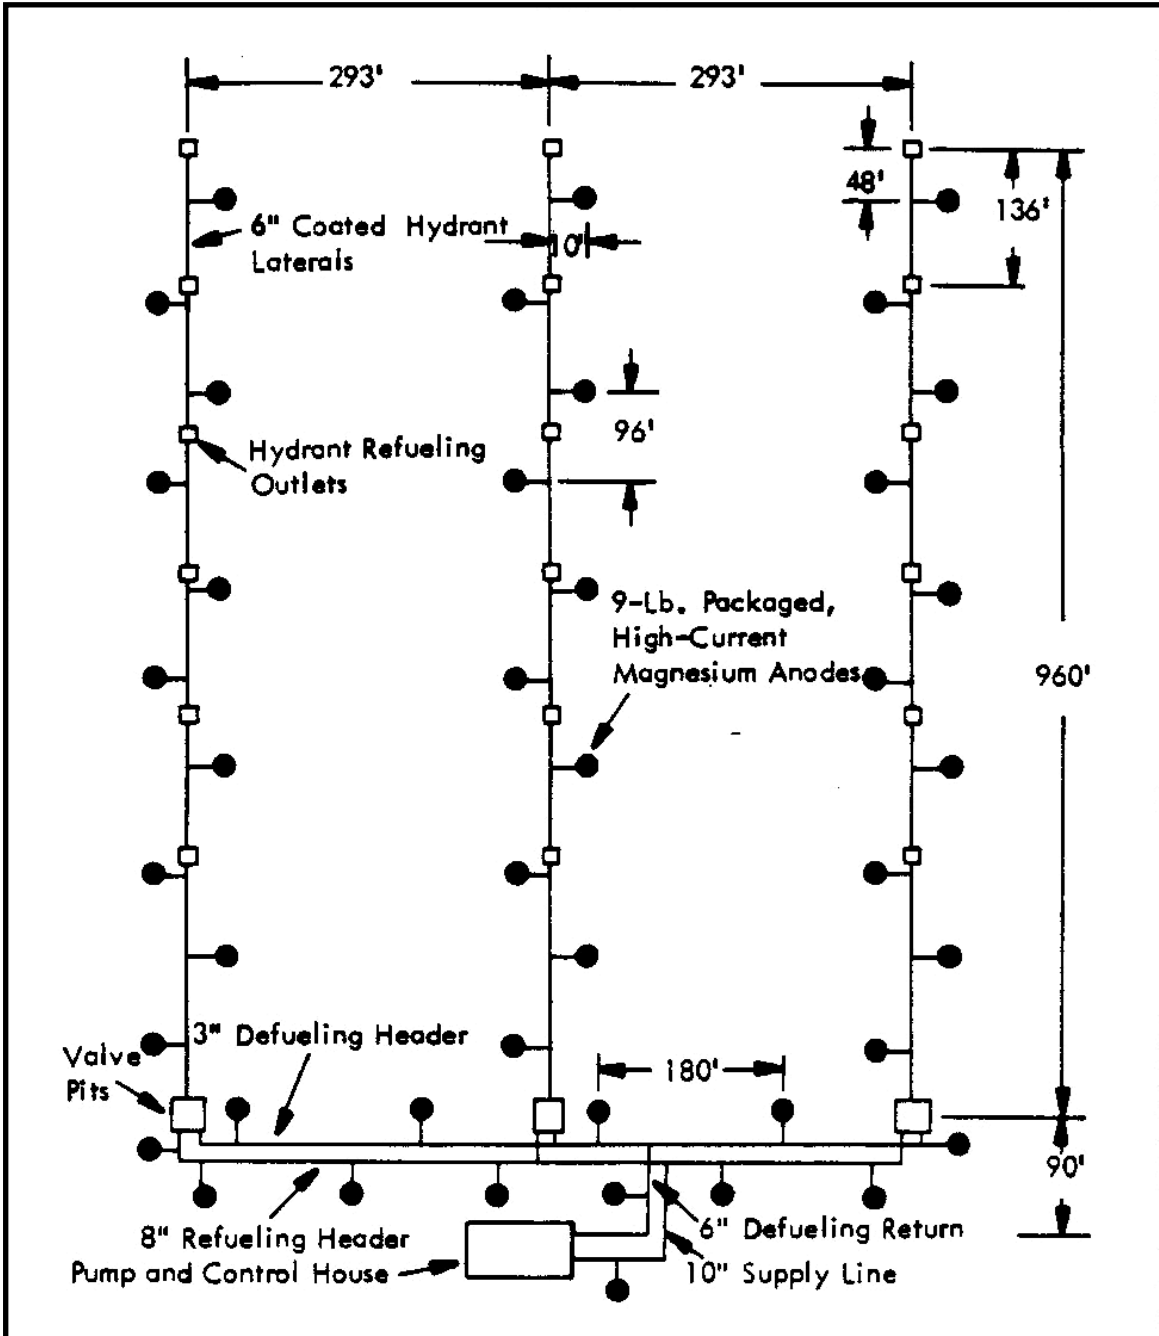 293'
293'
48'
136'
6" Coated Hydrant
Laterals
10'
96'
Hydrant Refueling
Outlets
9-Lb. Packaged,
High-Current
Magnesium Anodes
960'
3" Defueling Header
Valve
Pits
180'
90'
8" Refueling Header
6" Defueling Return
Pump and Control House
10" Supply Line